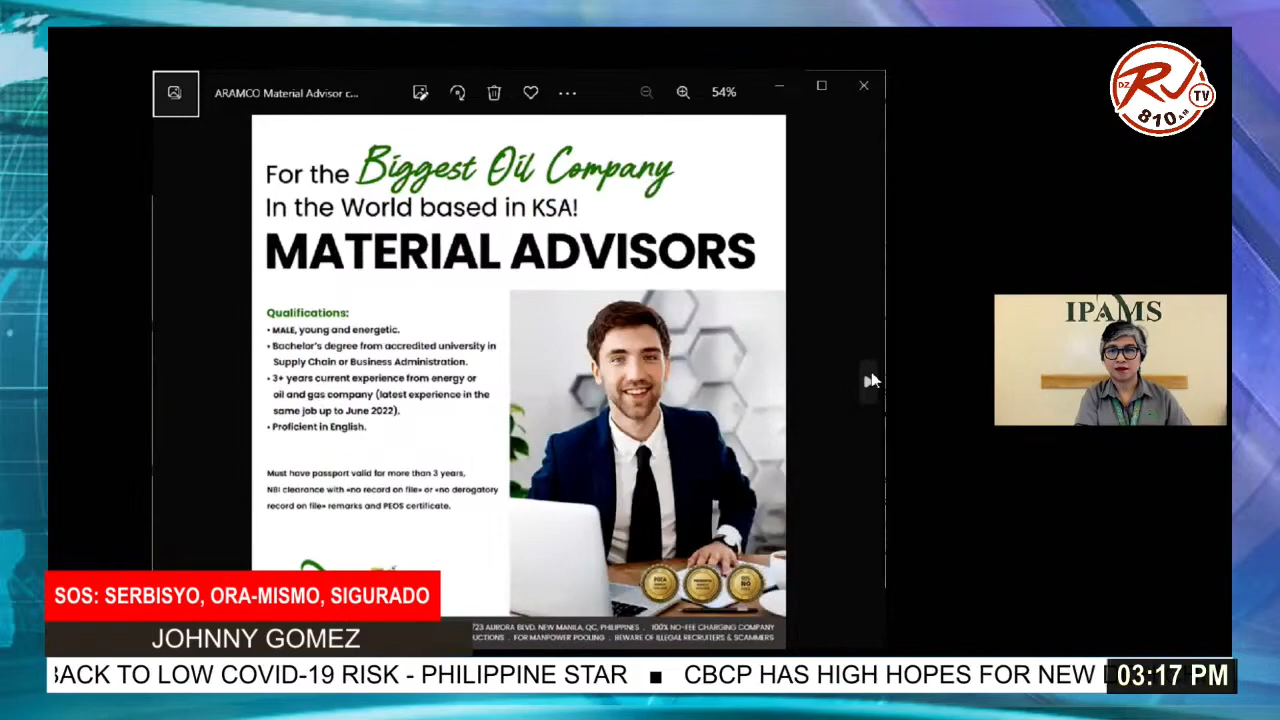 ARAMCO Material Advisor c...
54%
DZ RJ TV
810 AM
For the Biggest Oil Company
In the World based in KSA!
MATERIAL ADVISORS
Qualifications:
• MALE, young and energetic.
• Bachelor's degree from accredited university in
Supply Chain or Business Administration.
• 3+ years current experience from energy or
oil and gas company (latest experience in the
same job up to June 2022).
• Proficient in English.
Must have passport valid for more than 3 years,
NBI clearance with «no record on file» or «no derogatory
record on file» remarks and PEOS certificate.
IPAMS
723 AURORA BLVD. NEW MANILA, QC, PHILIPPINES . 100% NO-FEE CHARGING COMPANY
UCTIONS . FOR MANPOWER POOLING . BEWARE OF ILLEGAL RECRUITERS & SCAMMERS
SOS: SERBISYO, ORA-MISMO, SIGURADO
JOHNNY GOMEZ
BACK TO LOW COVID-19 RISK - PHILIPPINE STAR ■ CBCP HAS HIGH HOPES FOR NEW
03:17 PM